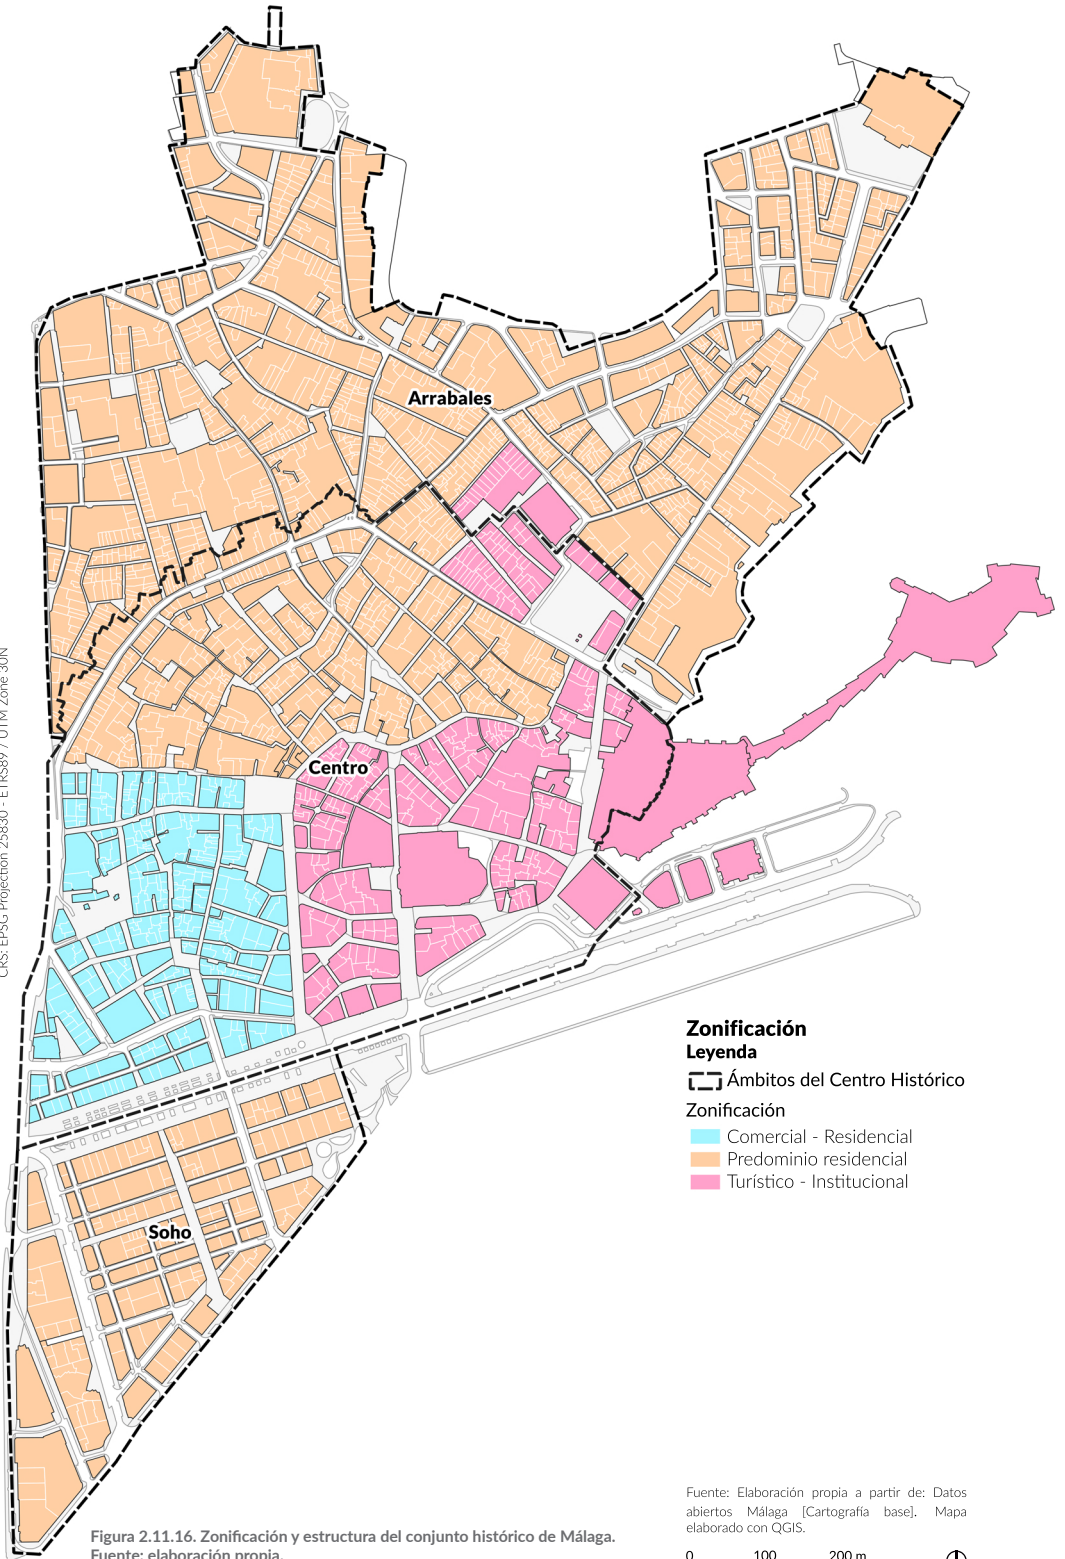 Arrabales
Centro
Soho
CRS: EPSG Projection 25830 - ETRS89 / UTM Zone 30N
Zonificación
Leyenda
Ámbitos del Centro Histórico
Zonificación
Comercial - Residencial
Predominio residencial
Turístico - Institucional
Fuente: Elaboración propia a partir de: Datos
abiertos Málaga [Cartografía base]. Mapa
elaborado con QGIS.
0 100 200 m
Figura 2.11.16. Zonificación y estructura del conjunto histórico de Málaga.
Fuente: elaboración propia.